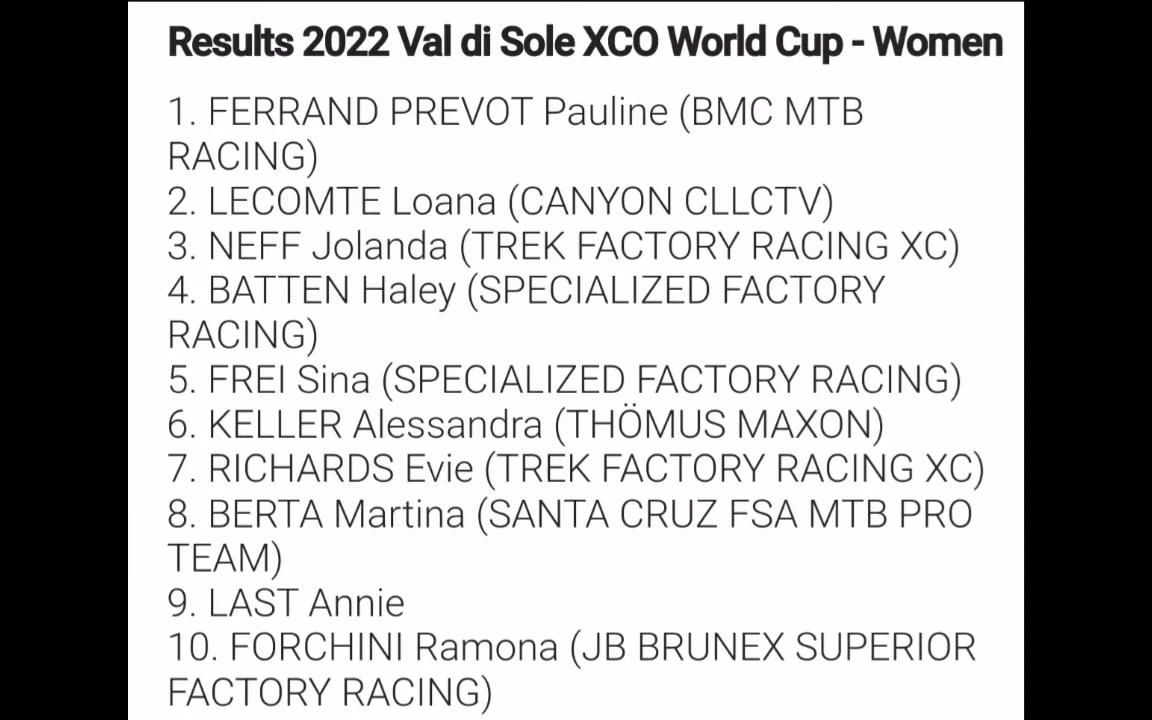 Results 2022 Val di Sole XCO World Cup - Women
1. FERRAND PREVOT Pauline (BMC MTB
RACING)
2. LECOMTE Loana (CANYON CLLCTV)
3. NEFF Jolanda (TREK FACTORY RACING XC)
4. BATTEN Haley (SPECIALIZED FACTORY
RACING)
5. FREI Sina (SPECIALIZED FACTORY RACING)
6. KELLER Alessandra (THÖMUS MAXON)
7. RICHARDS Evie (TREK FACTORY RACING XC)
8. BERTA Martina (SANTA CRUZ FSA MTB PRO
TEAM)
9. LAST Annie
10. FORCHINI Ramona (JB BRUNEX SUPERIOR
FACTORY RACING)